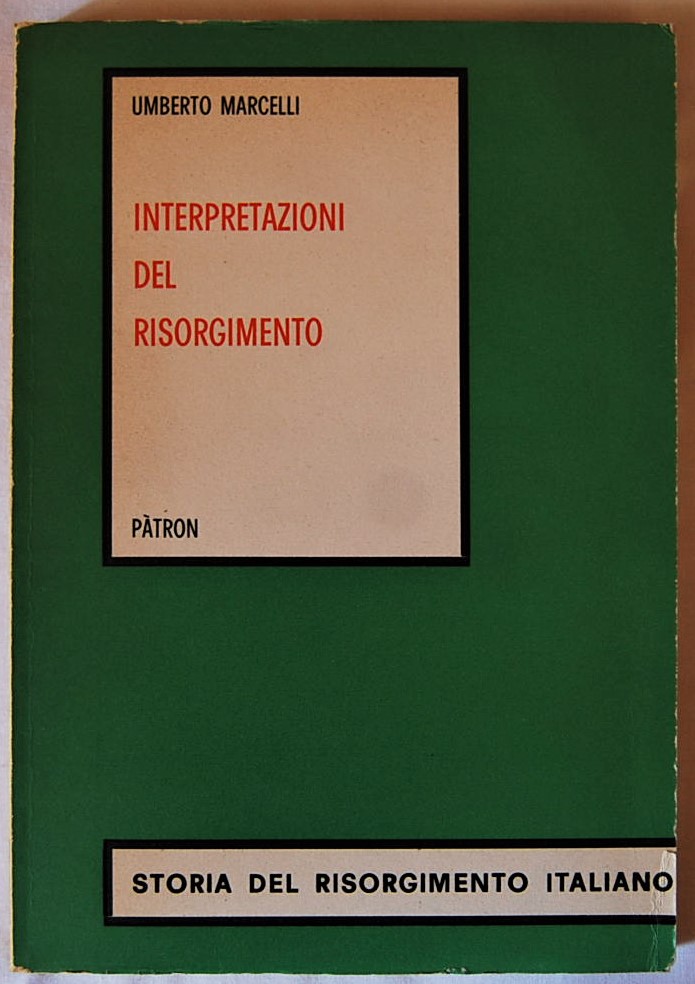 UMBERTO MARCELLI
INTERPRETAZIONI
DEL
RISORGIMENTO
PÀTRON
STORIA DEL RISORGIMENTO ITALIANO